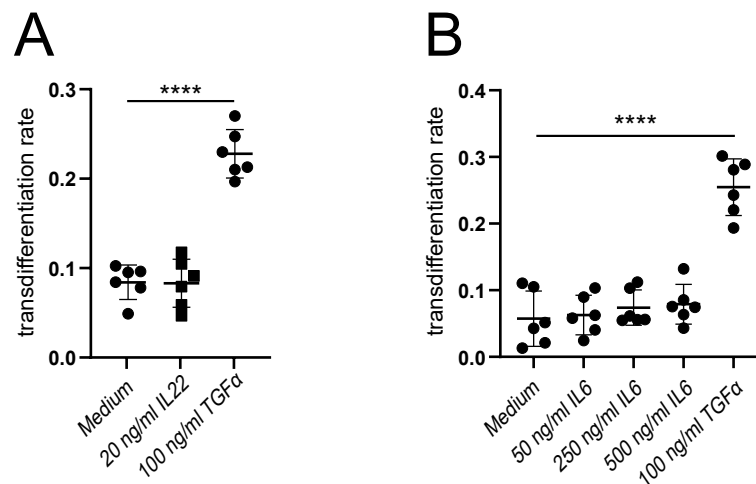 A
transdifferentiation rate
0.3
0.2
0.1
0.0
****
Medium
20 ng/ml IL22
100 ng/ml TGFα
B
transdifferentiation rate
0.4
0.3
0.2
0.1
0.0
****
Medium
50 ng/ml IL6
250 ng/ml IL6
500 ng/ml IL6
100 ng/ml TGFα